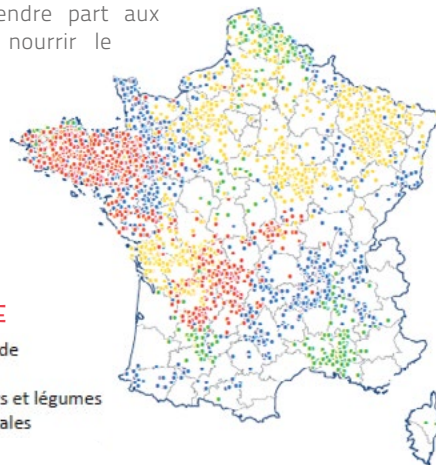 endre part aux
nourrir le
E
de
s et légumes
ales